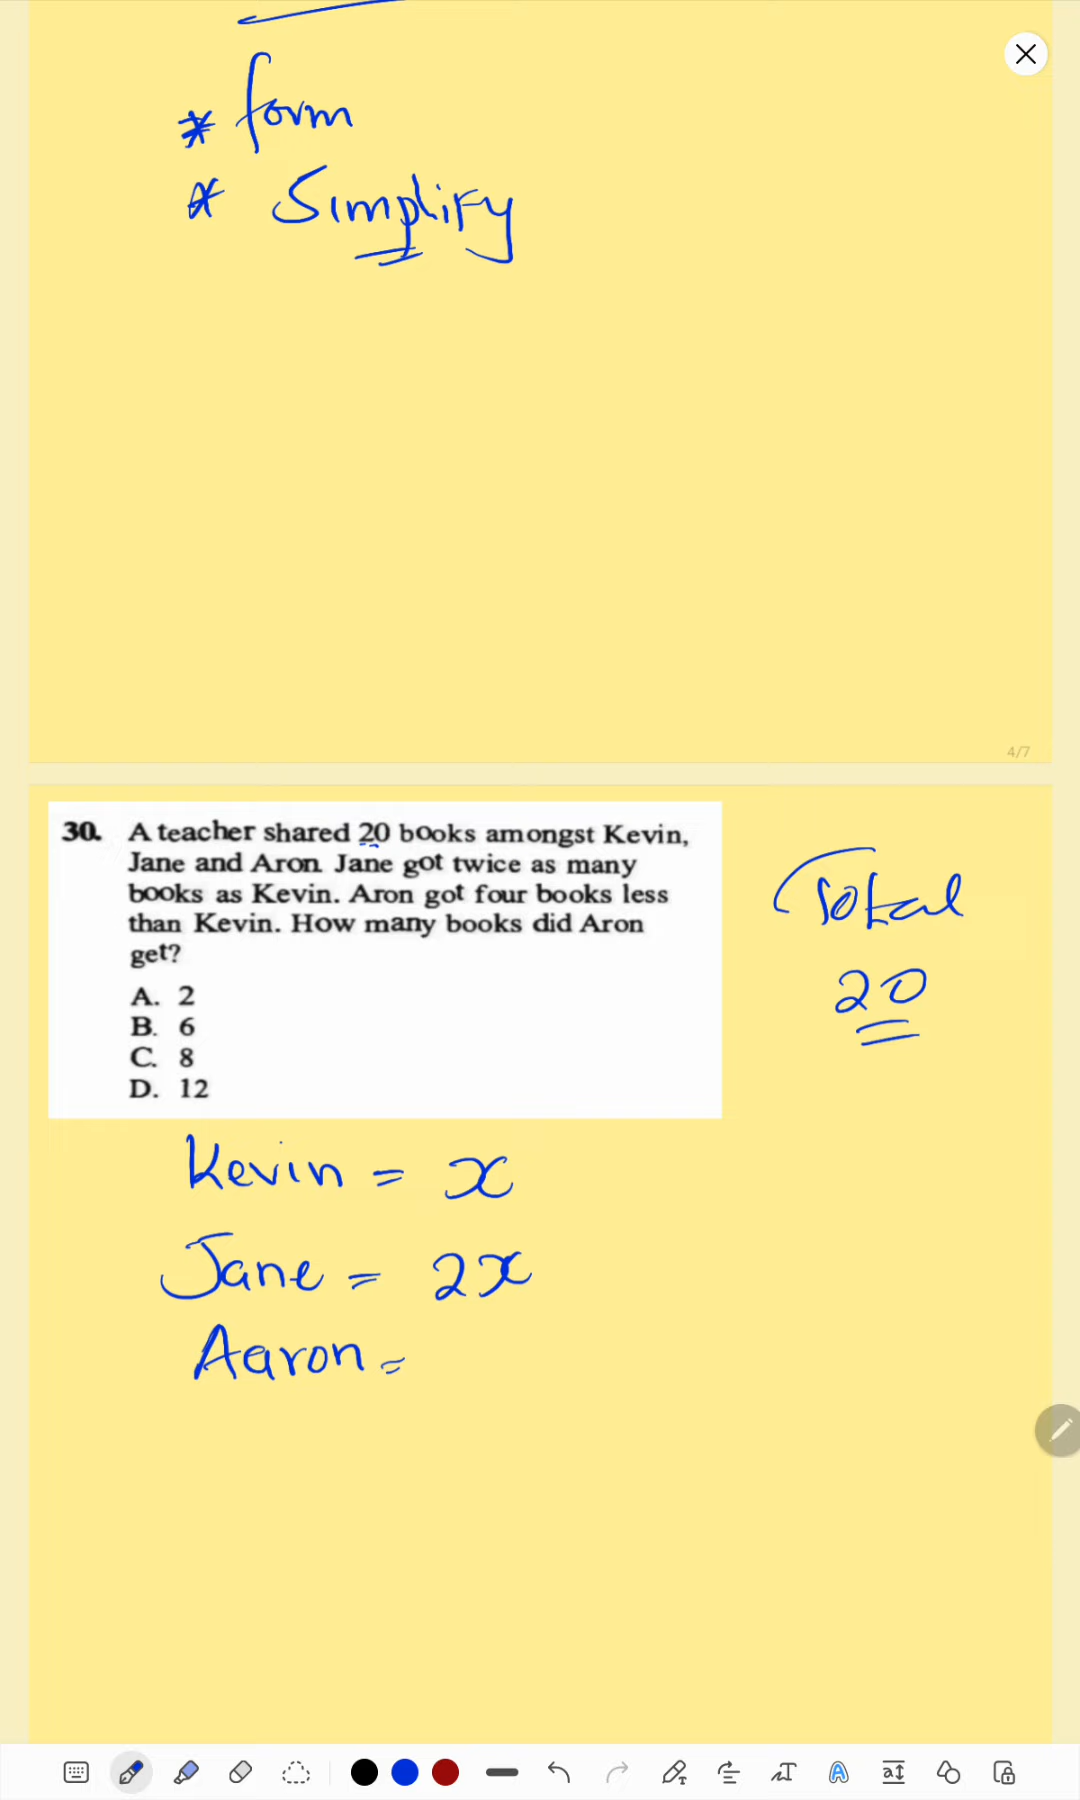 * form
* Simplify
4/7
30. A teacher shared 20 books amongst Kevin,
Jane and Aron. Jane got twice as many
books as Kevin. Aron got four books less
than Kevin. How many books did Aron
get?
A. 2
B. 6
C. 8
D. 12
Total
20
Kevin = x
Jane = 2x
Aaron =